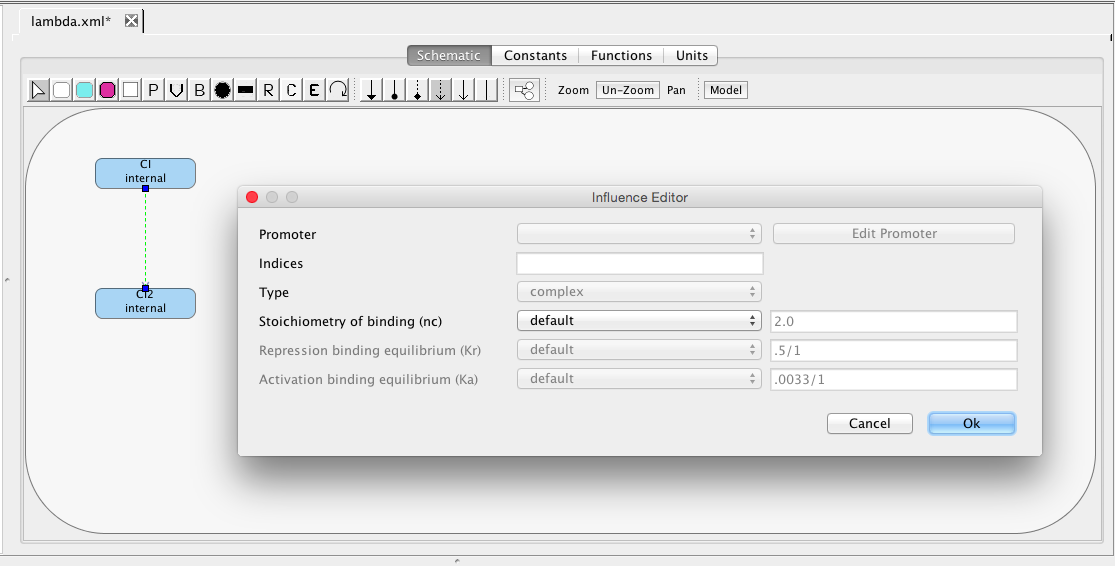 lambda.xml*
Schematic Constants Functions Units
P V B R C E Zoom Un-Zoom Pan Model
CI
internal
CI2
internal
Influence Editor
Promoter Edit Promoter
Indices
Type complex
Stoichiometry of binding (nc) default 2.0
Repression binding equilibrium (Kr) default .5/1
Activation binding equilibrium (Ka) default .0033/1
Cancel Ok